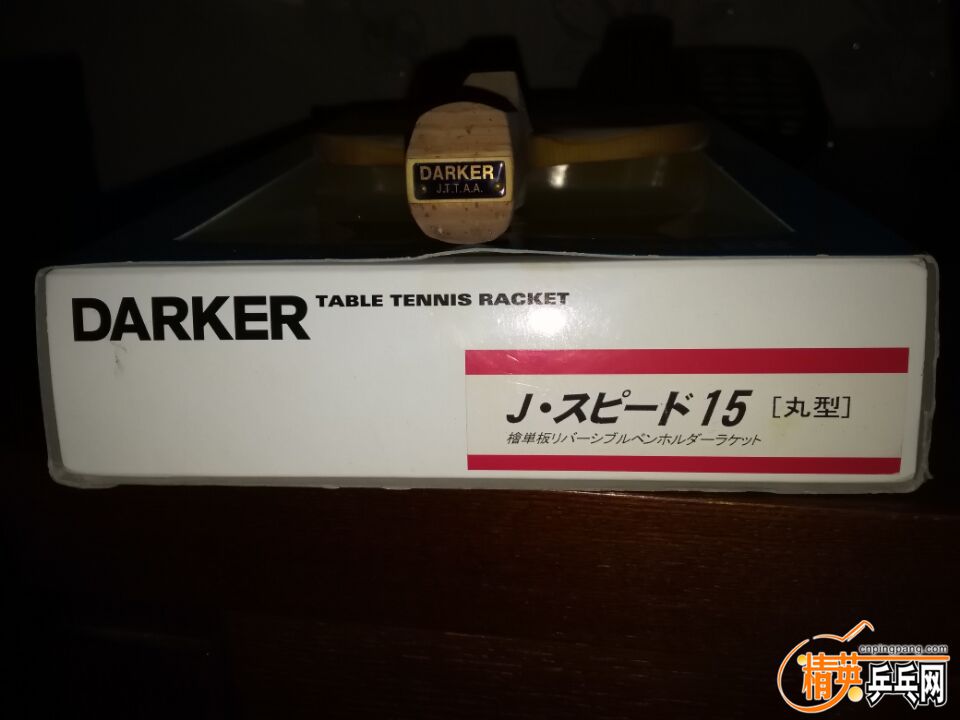 DARKER
J.T.T.A.A.
DARKER TABLE TENNIS RACKET
J・スピード15 [丸型]
檜単板リバーシブルペンホルダーラケット
cnpingpang.com
精英乒乓网